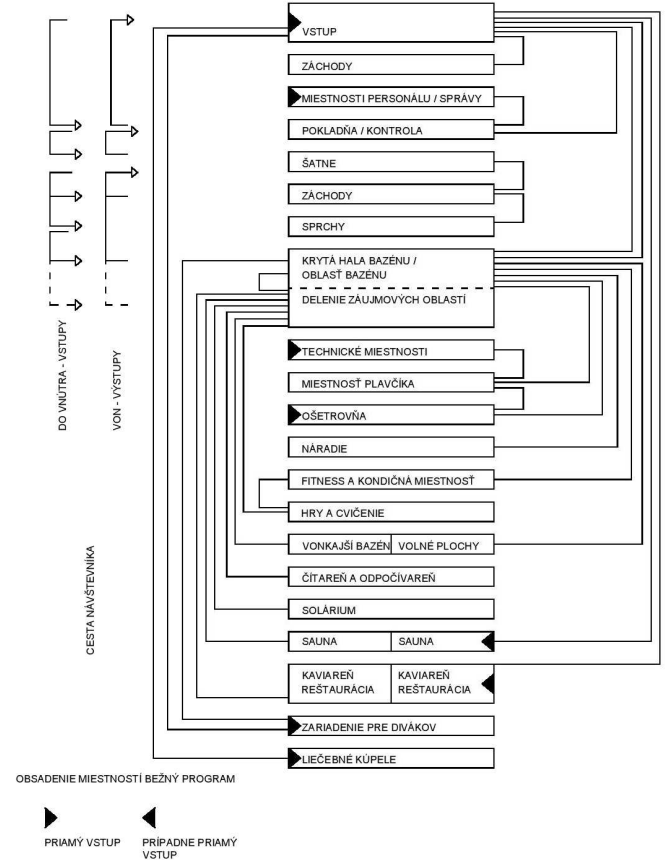 VSTUP
ZÁCHODY
MIESTNOSTI PERSONÁLU / SPRÁVY
POKLADŇA / KONTROLA
ŠATNE
ZÁCHODY
SPRCHY
KRYTÁ HALA BAZÉNU /
OBLASŤ BAZÉNU
DELENIE ZÁUJMOVÝCH OBLASTÍ
TECHNICKÉ MIESTNOSTI
MIESTNOSŤ PLAVČÍKA
OŠETROVŇA
NÁRADIE
FITNESS A KONDIČNÁ MIESTNOSŤ
HRY A CVIČENIE
VONKAJŠÍ BAZÉN VOLNÉ PLOCHY
ČÍTAREŇ A ODPOČÍVAREŇ
SOLÁRIUM
SAUNA SAUNA
KAVIAREŇ KAVIAREŇ
REŠTAURÁCIA REŠTAURÁCIA
ZARIADENIE PRE DIVÁKOV
LIEČEBNÉ KÚPELE
DO VNÚTRA - VSTUPY
VON - VÝSTUPY
CESTA NÁVŠTEVNÍKA
OBSADENIE MIESTNOSTÍ BEŽNÝ PROGRAM
PRIAMÝ VSTUP
PRÍPADNE PRIAMÝ
VSTUP